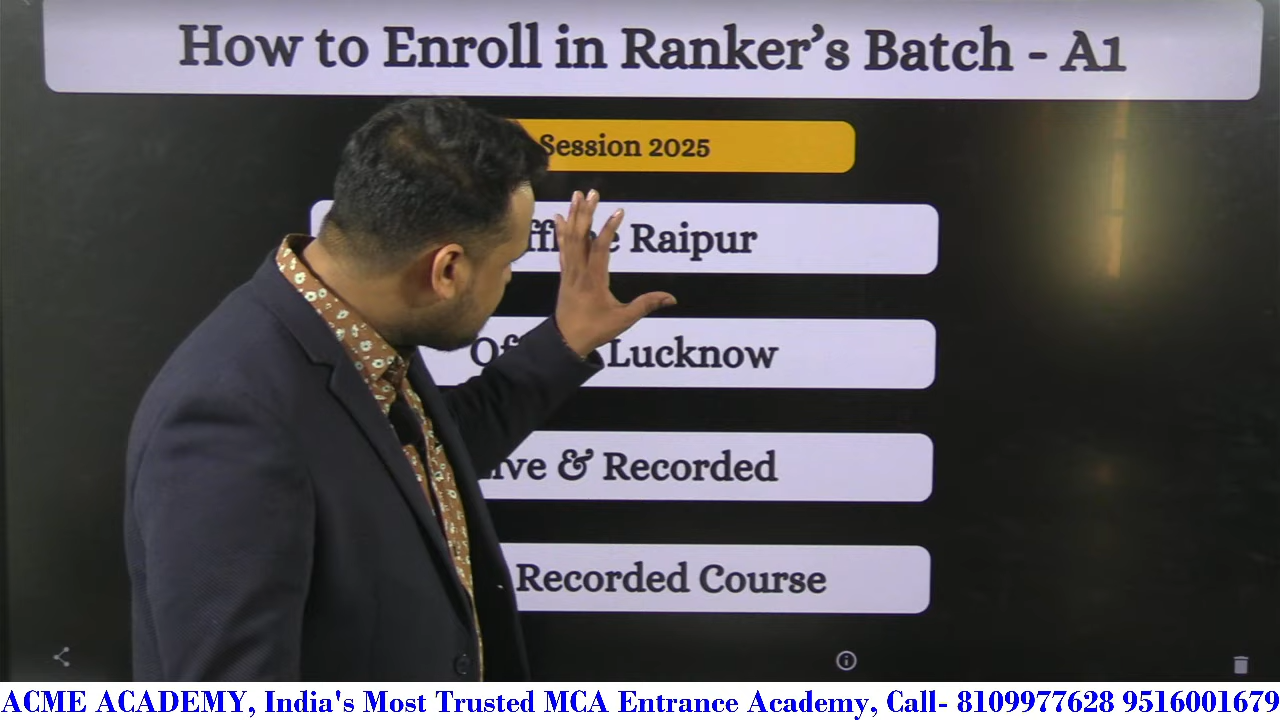 How to Enroll in Ranker's Batch - A1
Session 2025
Raipur
Lucknow
& Recorded
Recorded Course
ACME ACADEMY, India's Most Trusted MCA Entrance Academy, Call- 8109977628 9516001679